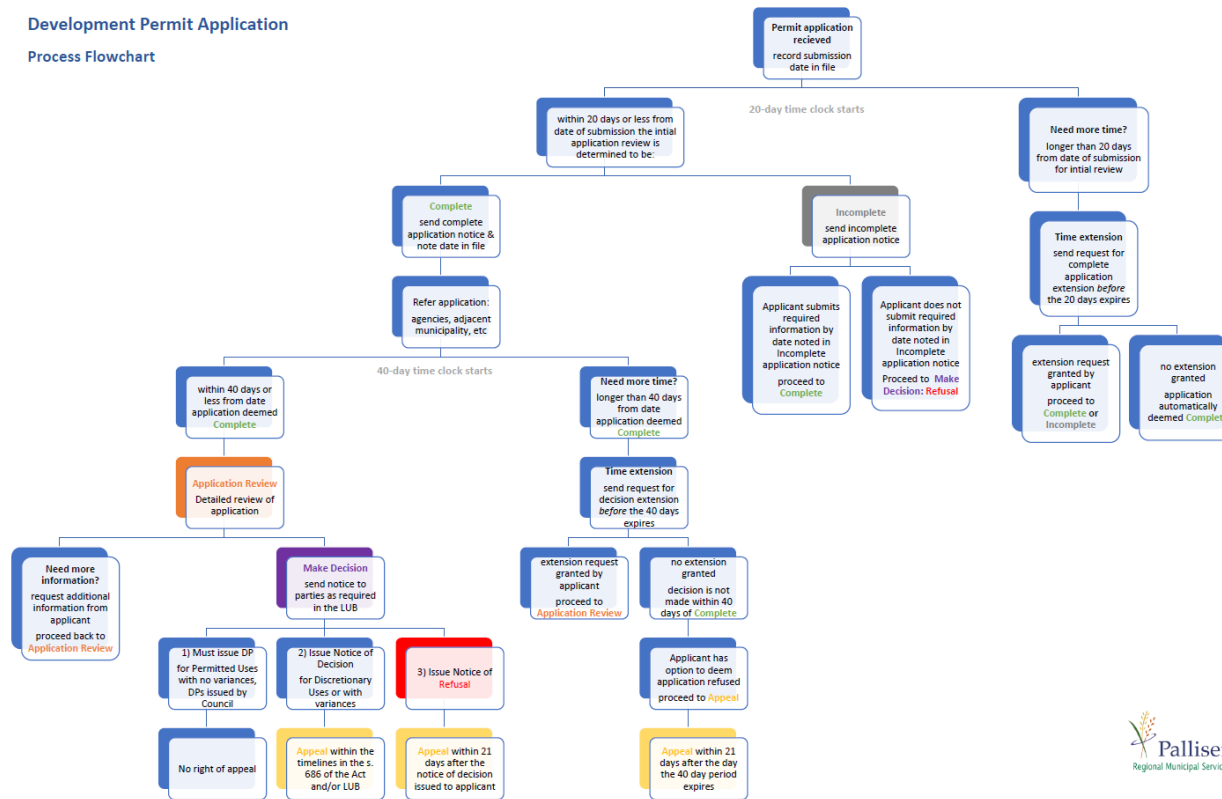 Development Permit Application
Process Flowchart
Permit application
recieved
record submission
date in file
20-day time clock starts
within 20 days or less from
date of submission the intial
application review is
determined to be:
Need more time?
longer than 20 days
from date of submission
for intial review
Complete
send complete
application notice &
note date in file
Incomplete
send incomplete
application notice
Time extension
send request for
complete
application
extension before
the 20 days expires
Refer application:
agencies, adjacent
municipality, etc
Applicant submits
required
information by
date noted in
Incomplete
application notice
proceed to
Complete
Applicant does not
submit required
information by
date noted in
Incomplete
application notice
Proceed to Make
Decision: Refusal
extension request
granted by
applicant
proceed to
Complete or
Incomplete
no extension
granted
application
automatically
deemed Complet
40-day time clock starts
within 40 days or
less from date
application deemed
Complete
Need more time?
longer than 40 days
from date
application deemed
Complete
Application Review
Detailed review of
application
Time extension
send request for
decision extension
before the 40 days
expires
Need more
information?
request additional
information from
applicant
proceed back to
Application Review
Make Decision
send notice to
parties as required
in the LUB
extension request
granted by
applicant
proceed to
Application Review
no extension
granted
decision is not
made within 40
days of Complete
1) Must issue DP
for Permitted Uses
with no variances,
DPs issued by
Council
2) Issue Notice of
Decision
for Discretionary
Uses or with
variances
3) Issue Notice of
Refusal
Applicant has
option to deem
application refused
proceed to Appeal
No right of appeal
Appeal within the
timelines in the s.
686 of the Act
and/or LUB
Appeal within 21
days after the
notice of decision
issued to applicant
Appeal within 21
days after the day
the 40 day period
expires
Pallise
Regional Municipal Servic